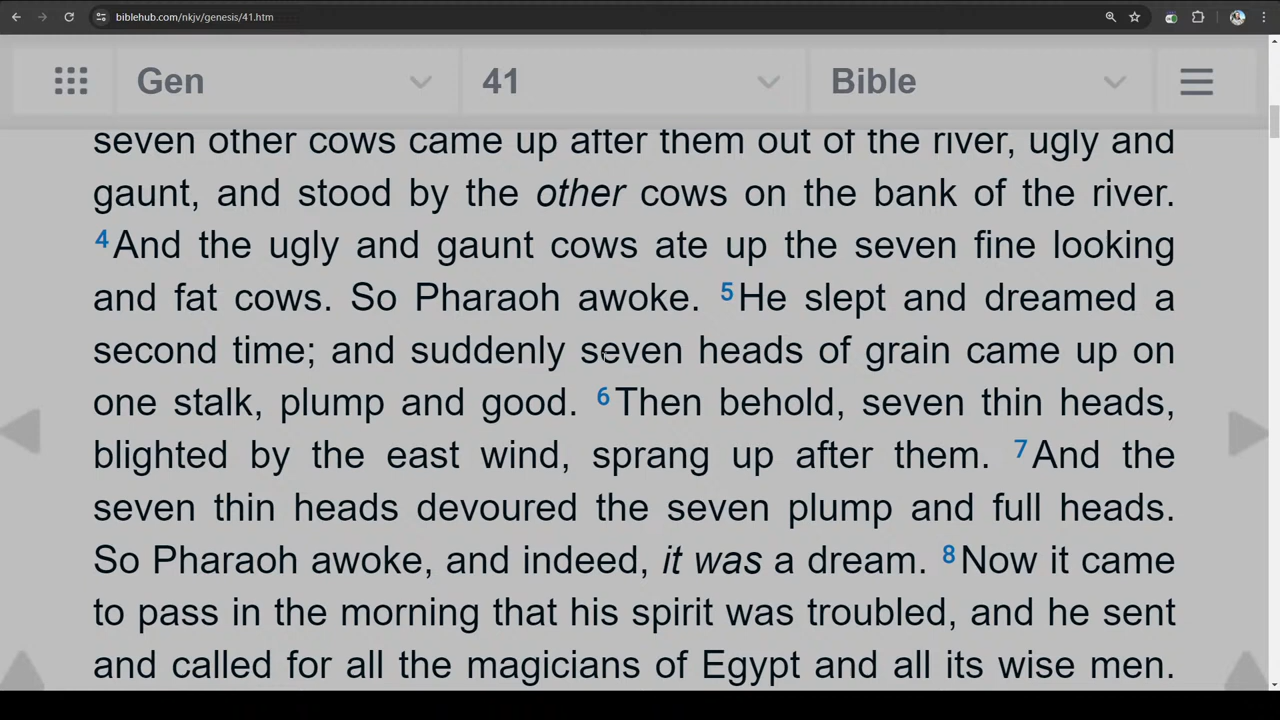 biblehub.com/nkjv/genesis/41.htm
Gen 41 Bible
seven other cows came up after them out of the river, ugly and
gaunt, and stood by the other cows on the bank of the river.
4And the ugly and gaunt cows ate up the seven fine looking
and fat cows. So Pharaoh awoke. 5He slept and dreamed a
second time; and suddenly seven heads of grain came up on
one stalk, plump and good. 6Then behold, seven thin heads,
blighted by the east wind, sprang up after them. 7And the
seven thin heads devoured the seven plump and full heads.
So Pharaoh awoke, and indeed, it was a dream. 8Now it came
to pass in the morning that his spirit was troubled, and he sent
and called for all the magicians of Egypt and all its wise men.